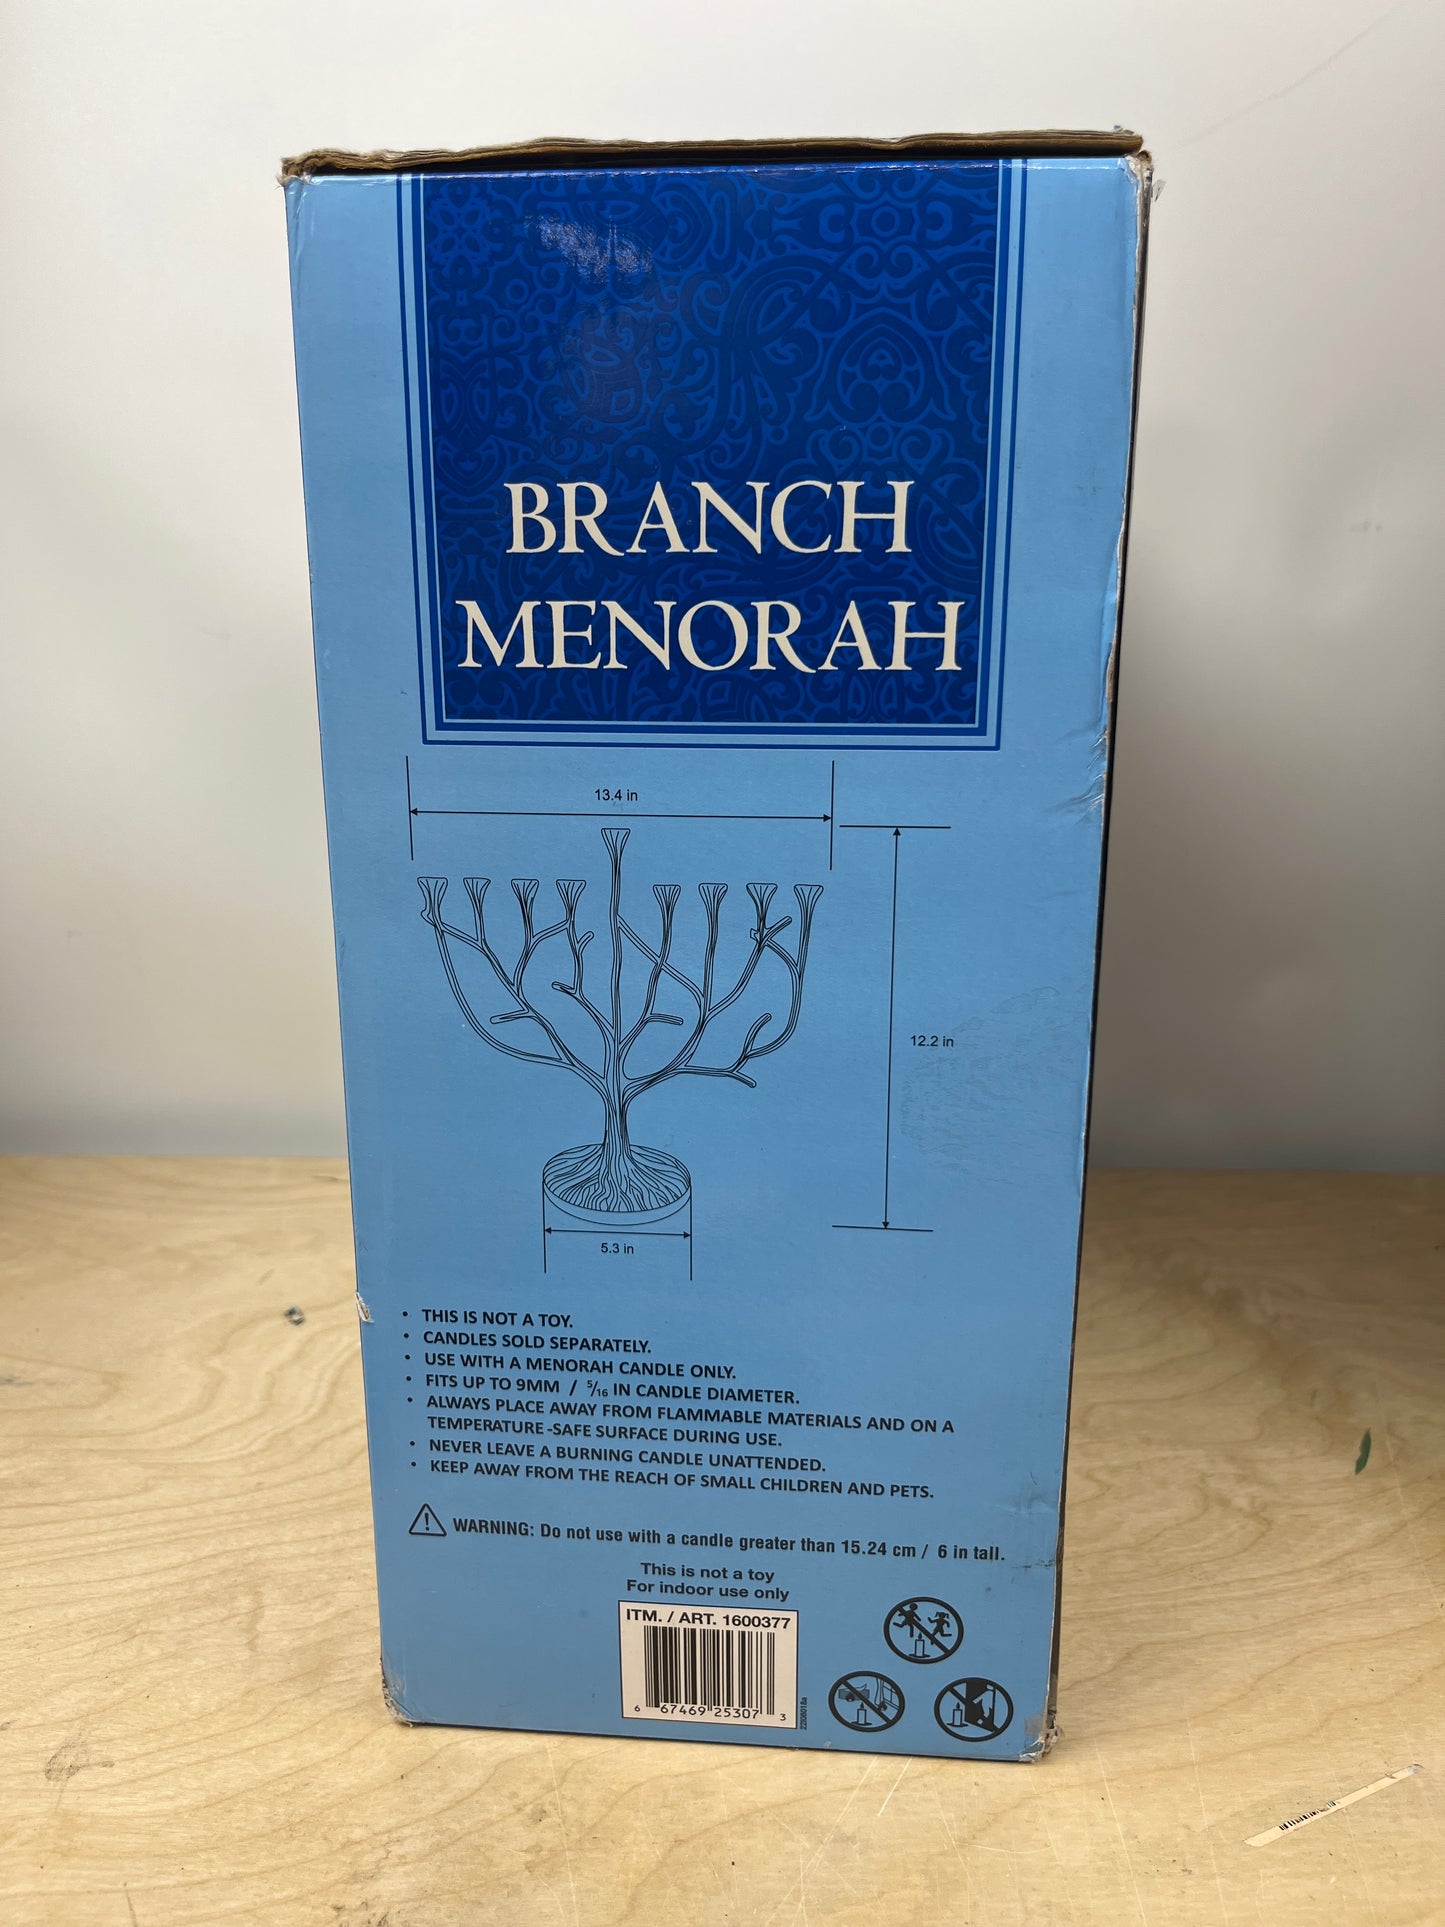 BRANCH
MENORAH
13.4 in
12.2 in
5.3 in
• THIS IS NOT A TOY.
• CANDLES SOLD SEPARATELY.
• USE WITH A MENORAH CANDLE ONLY.
• FITS UP TO 9MM / 5/16 IN CANDLE DIAMETER.
• ALWAYS PLACE AWAY FROM FLAMMABLE MATERIALS AND ON A
TEMPERATURE -SAFE SURFACE DURING USE.
• NEVER LEAVE A BURNING CANDLE UNATTENDED.
• KEEP AWAY FROM THE REACH OF SMALL CHILDREN AND PETS.
WARNING: Do not use with a candle greater than 15.24 cm / 6 in tall.
This is not a toy
For indoor use only
ITM. / ART. 1600377
6 67469 25307 3